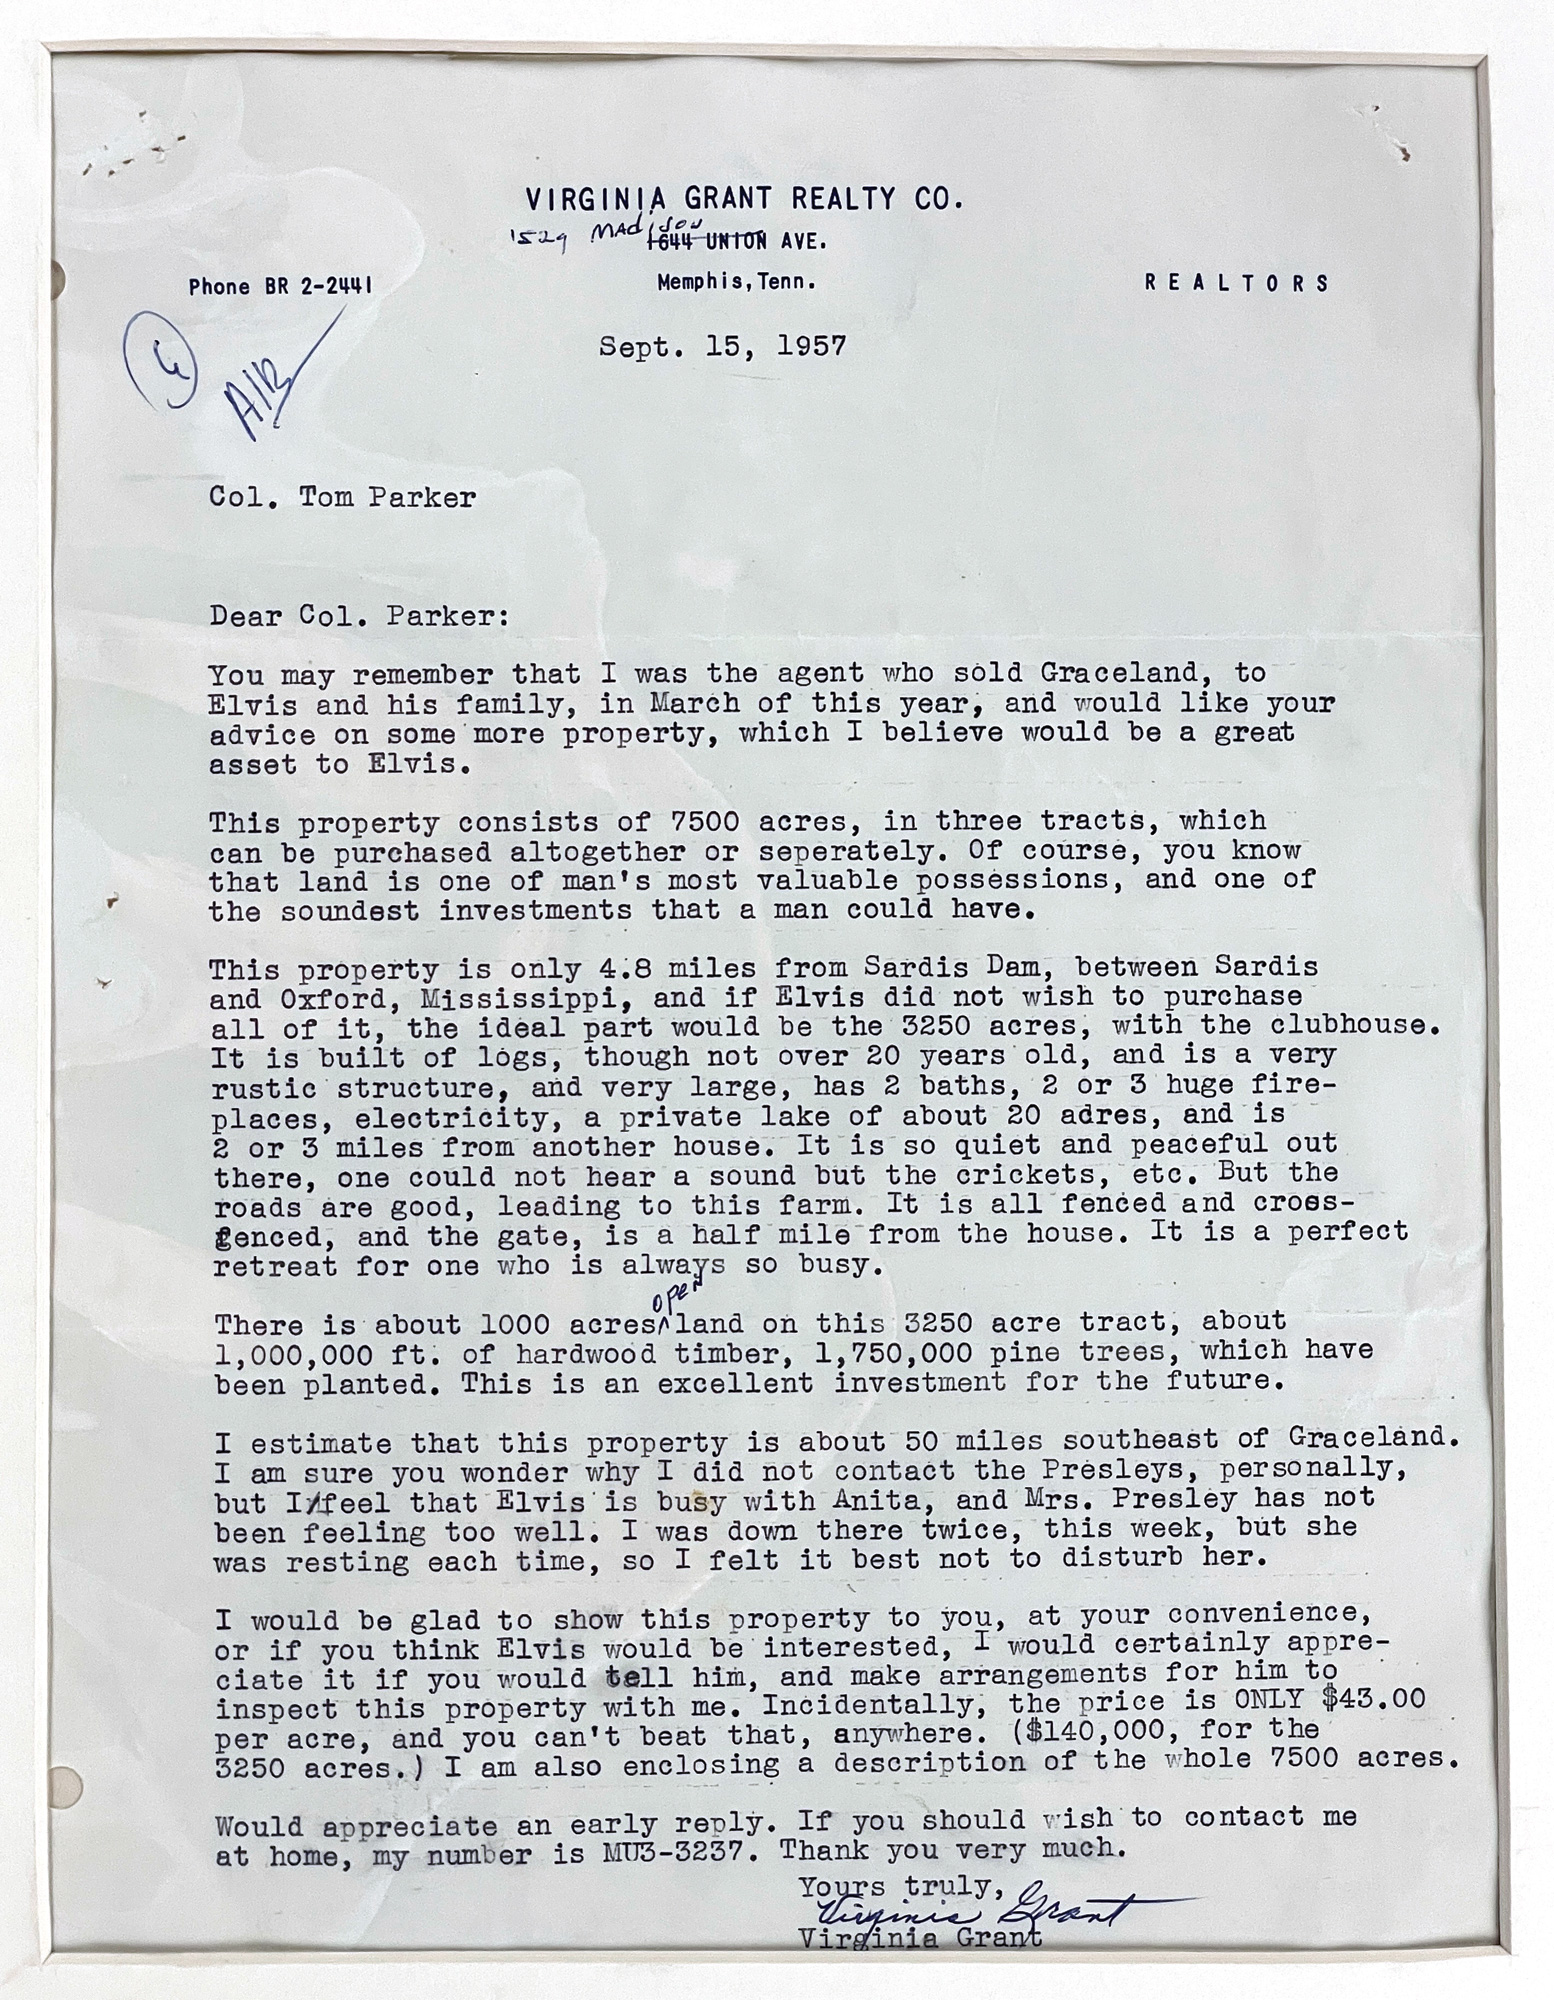 VIRGINIA GRANT REALTY CO.
1529 Madison
1644 UNION AVE.
Phone BR 2-2441 Memphis, Tenn. REALTORS
Sept. 15, 1957
Col. Tom Parker
Dear Col. Parker:
You may remember that I was the agent who sold Graceland, to
Elvis and his family, in March of this year, and would like your
advice on some more property, which I believe would be a great
asset to Elvis.
This property consists of 7500 acres, in three tracts, which
can be purchased altogether or seperately. Of course, you know
that land is one of man's most valuable possessions, and one of
the soundest investments that a man could have.
This property is only 4.8 miles from Sardis Dam, between Sardis
and Oxford, Mississippi, and if Elvis did not wish to purchase
all of it, the ideal part would be the 3250 acres, with the clubhouse.
It is built of logs, though not over 20 years old, and is a very
rustic structure, and very large, has 2 baths, 2 or 3 huge fire-
places, electricity, a private lake of about 20 adres, and is
2 or 3 miles from another house. It is so quiet and peaceful out
there, one could not hear a sound but the crickets, etc. But the
roads are good, leading to this farm. It is all fenced and cross-
fenced, and the gate, is a half mile from the house. It is a perfect
retreat for one who is always so busy.
open
There is about 1000 acres^land on this 3250 acre tract, about
1,000,000 ft. of hardwood timber, 1,750,000 pine trees, which have
been planted. This is an excellent investment for the future.
I estimate that this property is about 50 miles southeast of Graceland.
I am sure you wonder why I did not contact the Presleys, personally,
but I/feel that Elvis is busy with Anita, and Mrs. Presley has not
been feeling too well. I was down there twice, this week, but she
was resting each time, so I felt it best not to disturb her.
I would be glad to show this property to you, at your convenience,
or if you think Elvis would be interested, I would certainly appre-
ciate it if you would tell him, and make arrangements for him to
inspect this property with me. Incidentally, the price is ONLY $43.00
per acre, and you can't beat that, anywhere. ($140,000, for the
3250 acres.) I am also enclosing a description of the whole 7500 acres.
Would appreciate an early reply. If you should wish to contact me
at home, my number is MU3-3237. Thank you very much.
Yours truly,
Virginia Grant
Virginia Grant